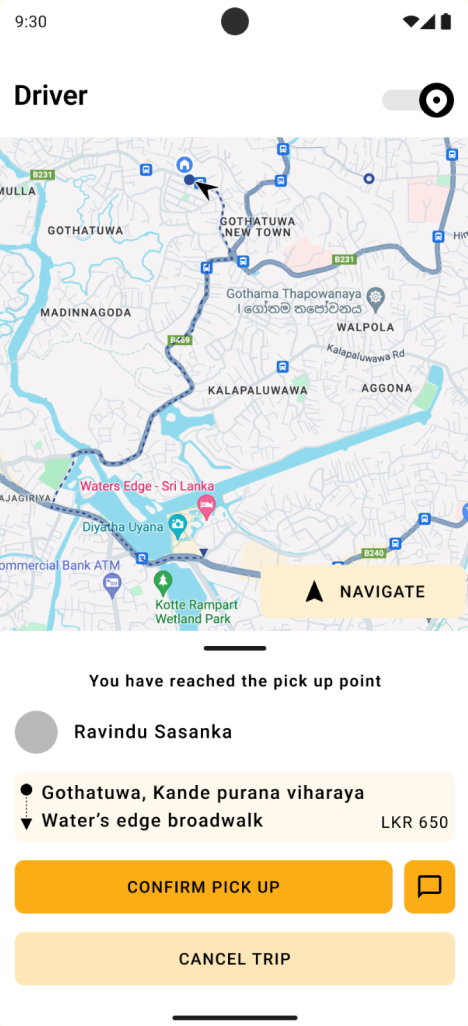 9:30
Driver
B231
MULLA
GOTHATUWA
GOTHATUWA
NEW TOWN
B231
Gothama Thapowanaya
| ගෝතම තපෝවනය
MADINNAGODA
WALPOLA
B469
Kalapaluwawa Rd
KALAPALUWAWA
AGGONA
Waters Edge - Sri Lanka
AJAGIRIYA
Diyatha Uyana
B240
ommercial Bank ATM
Kotte Rampart
Wetland Park
NAVIGATE
You have reached the pick up point
Ravindu Sasanka
Gothatuwa, Kande purana viharaya
Water's edge broadwalk
LKR 650
CONFIRM PICK UP
CANCEL TRIP